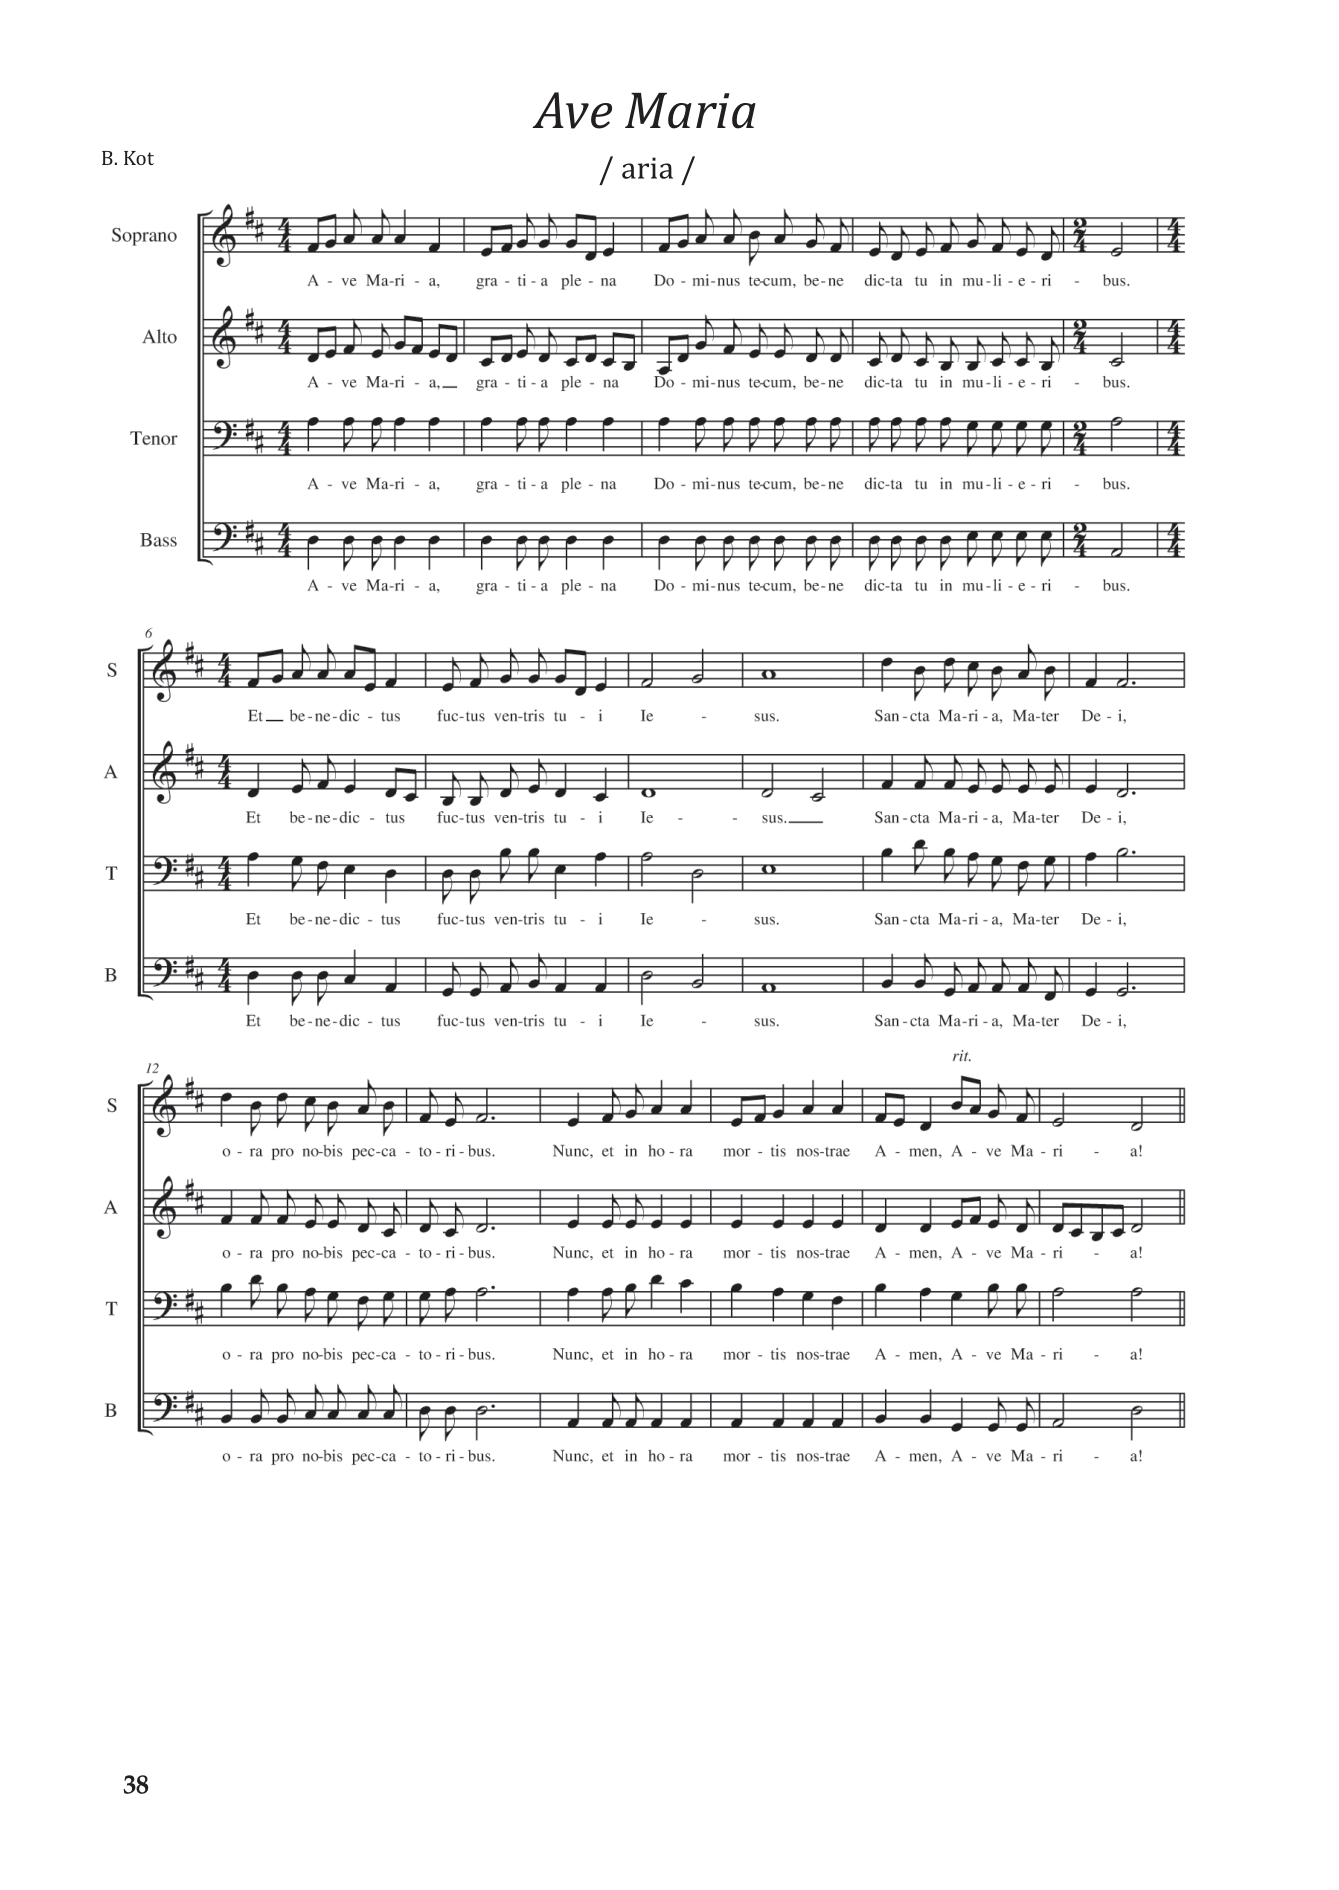 Ave Maria
B. Kot
/ aria /
Soprano
A - ve Ma-ri - a, gra - ti - a ple - na Do - mi-nus te-cum, be-ne dic-ta tu in mu-li-e-ri - bus.
Alto
A - ve Ma-ri - a, gra - ti - a ple - na Do - mi-nus te-cum, be-ne dic-ta tu in mu-li-e-ri - bus.
Tenor
A - ve Ma-ri - a, gra - ti - a ple - na Do - mi-nus te-cum, be-ne dic-ta tu in mu-li-e-ri - bus.
Bass
A - ve Ma-ri - a, gra - ti - a ple - na Do - mi-nus te-cum, be-ne dic-ta tu in mu-li-e-ri - bus.
6
S
Et be-ne-dic - tus fuc-tus ven-tris tu - i Ie - sus. San-cta Ma-ri-a, Ma-ter De-i,
A
Et be-ne-dic - tus fuc-tus ven-tris tu - i Ie - - sus. San-cta Ma-ri-a, Ma-ter De-i,
T
Et be-ne-dic - tus fuc-tus ven-tris tu - i Ie - sus. San-cta Ma-ri-a, Ma-ter De-i,
B
Et be-ne-dic - tus fuc-tus ven-tris tu - i Ie - sus. San-cta Ma-ri-a, Ma-ter De-i,
12
rit.
S
o - ra pro no-bis pec-ca - to-ri-bus. Nunc, et in ho-ra mor - tis nos-trae A - men, A - ve Ma - ri - a!
A
o - ra pro no-bis pec-ca - to-ri-bus. Nunc, et in ho-ra mor - tis nos-trae A - men, A - ve Ma - ri - a!
T
o - ra pro no-bis pec-ca - to-ri-bus. Nunc, et in ho-ra mor - tis nos-trae A - men, A - ve Ma - ri - a!
B
o - ra pro no-bis pec-ca - to-ri-bus. Nunc, et in ho-ra mor - tis nos-trae A - men, A - ve Ma - ri - a!
38